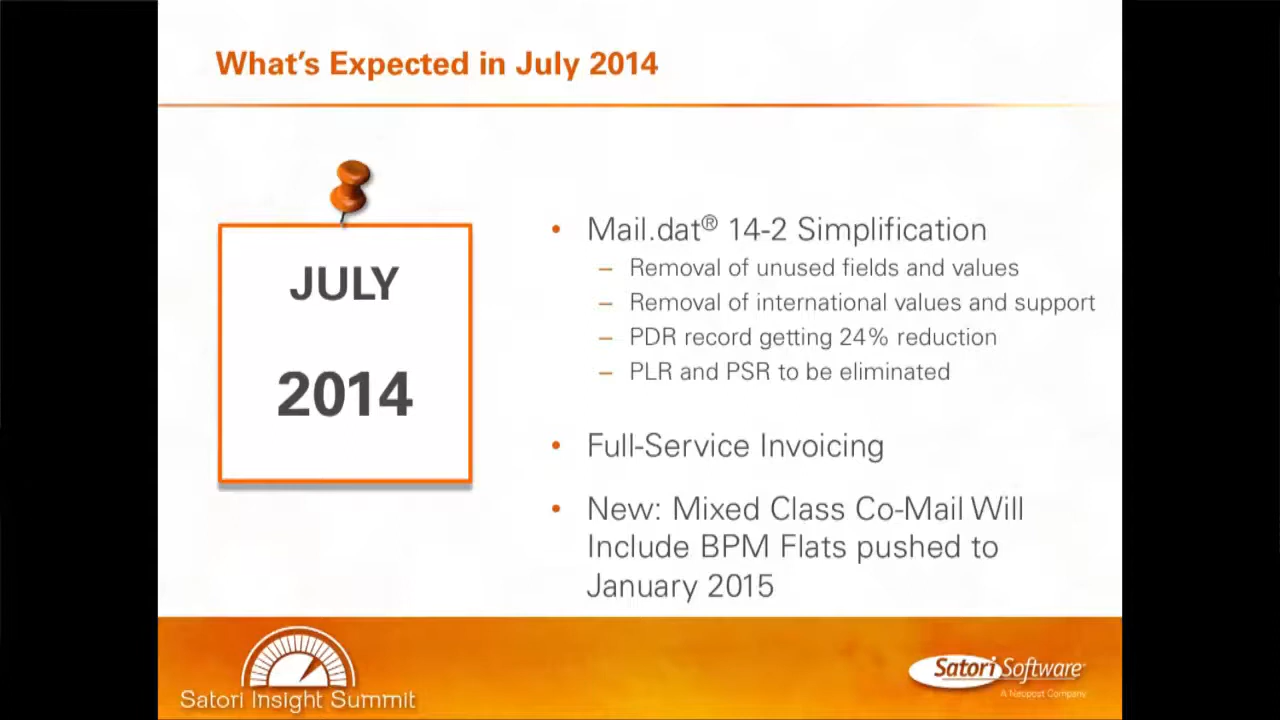 What's Expected in July 2014
JULY
2014
• Mail.dat® 14-2 Simplification
– Removal of unused fields and values
– Removal of international values and support
– PDR record getting 24% reduction
– PLR and PSR to be eliminated
• Full-Service Invoicing
• New: Mixed Class Co-Mail Will
Include BPM Flats pushed to
January 2015
Satori Insight Summit
Satori Software
A Neopost Company